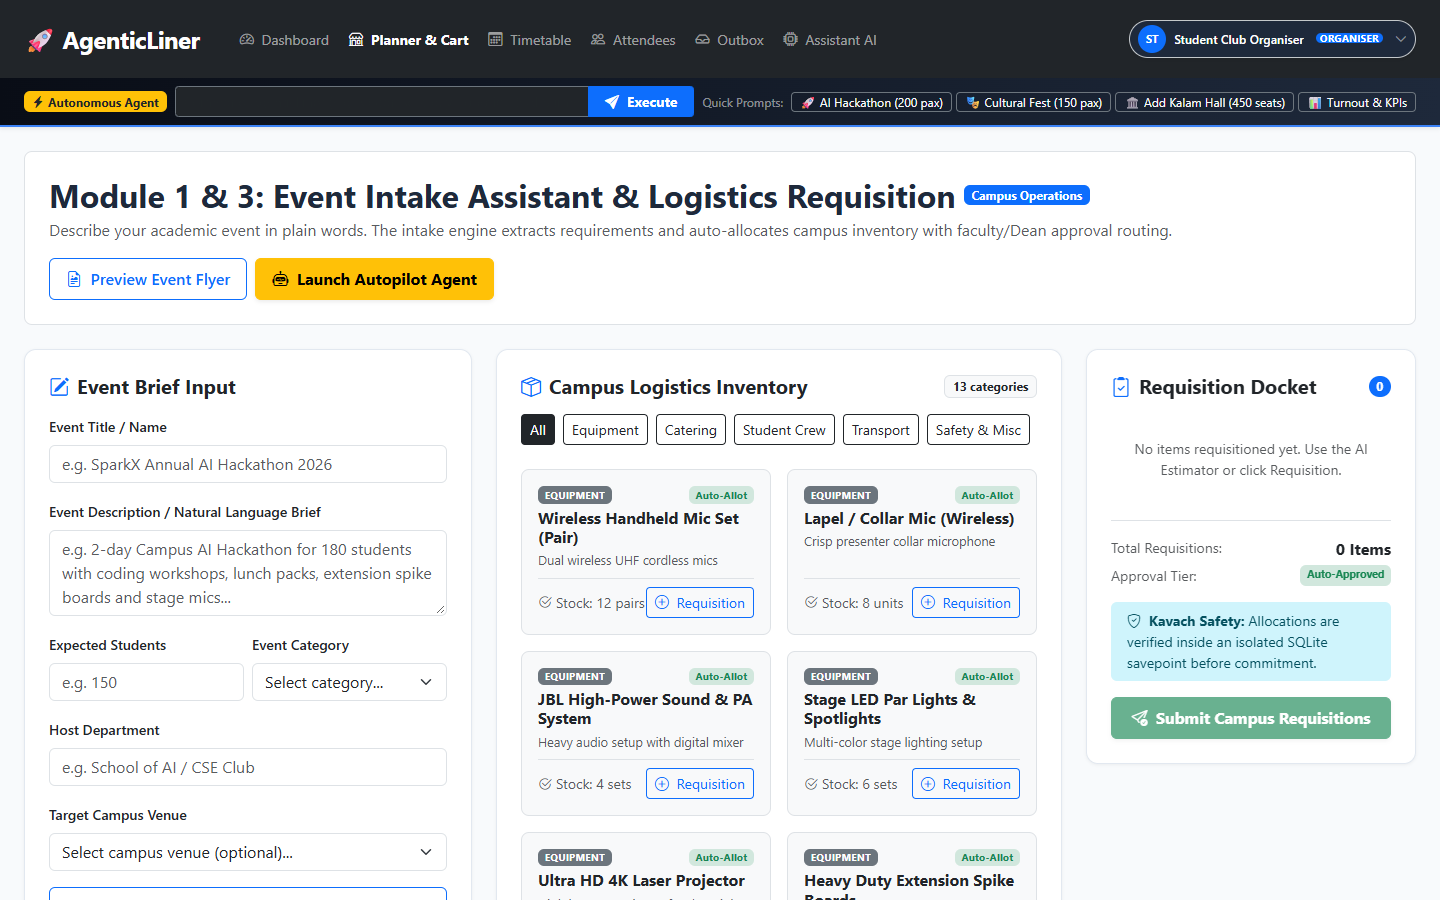 🚀 AgenticLiner
Dashboard
Planner & Cart
Timetable
Attendees
Outbox
Assistant AI
ST
Student Club Organiser
ORGANISER
Autonomous Agent
Execute
Quick Prompts:
🚀 AI Hackathon (200 pax)
🎭 Cultural Fest (150 pax)
🏛️ Add Kalam Hall (450 seats)
📊 Turnout & KPIs
Module 1 & 3: Event Intake Assistant & Logistics Requisition
Campus Operations
Describe your academic event in plain words. The intake engine extracts requirements and auto-allocates campus inventory with faculty/Dean approval routing.
Preview Event Flyer
Launch Autopilot Agent
Event Brief Input
Event Title / Name
e.g. SparkX Annual AI Hackathon 2026
Event Description / Natural Language Brief
e.g. 2-day Campus AI Hackathon for 180 students
with coding workshops, lunch packs, extension spike
boards and stage mics...
Expected Students
Event Category
e.g. 150
Select category...
Host Department
e.g. School of AI / CSE Club
Target Campus Venue
Select campus venue (optional)...
Campus Logistics Inventory
13 categories
All
Equipment
Catering
Student Crew
Transport
Safety & Misc
EQUIPMENT
Auto-Allot
Wireless Handheld Mic Set
(Pair)
Dual wireless UHF cordless mics
Stock: 12 pairs
Requisition
EQUIPMENT
Auto-Allot
Lapel / Collar Mic (Wireless)
Crisp presenter collar microphone
Stock: 8 units
Requisition
EQUIPMENT
Auto-Allot
JBL High-Power Sound & PA
System
Heavy audio setup with digital mixer
Stock: 4 sets
Requisition
EQUIPMENT
Auto-Allot
Stage LED Par Lights &
Spotlights
Multi-color stage lighting setup
Stock: 6 sets
Requisition
EQUIPMENT
Auto-Allot
Ultra HD 4K Laser Projector
EQUIPMENT
Auto-Allot
Heavy Duty Extension Spike
Boards
Requisition Docket
0
No items requisitioned yet. Use the AI
Estimator or click Requisition.
Total Requisitions:
0 Items
Approval Tier:
Auto-Approved
Kavach Safety: Allocations are
verified inside an isolated SQLite
savepoint before commitment.
Submit Campus Requisitions